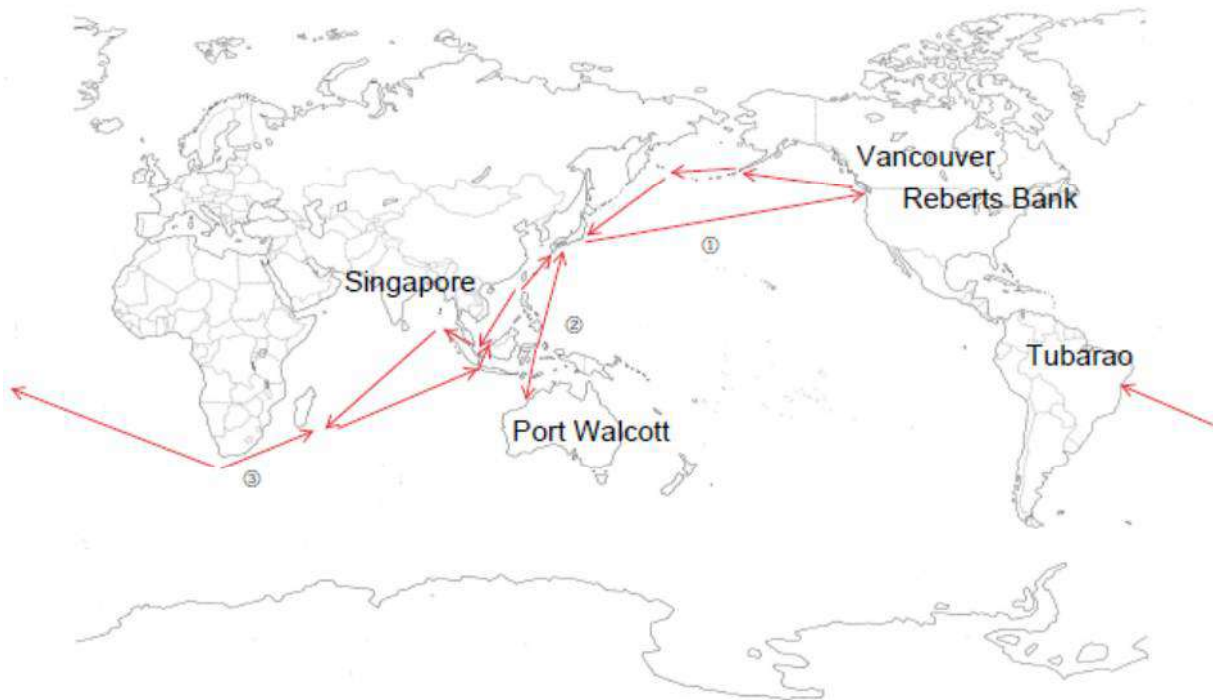 Vancouver
Reberts Bank
①
Singapore
②
Tubarao
Port Walcott
③